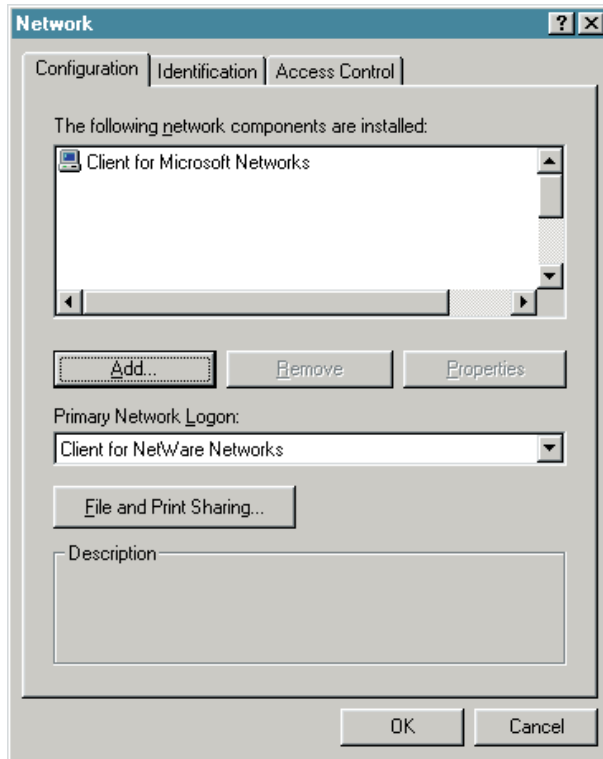 Network
Configuration Identification Access Control
The following network components are installed:
Client for Microsoft Networks
Add... Remove Properties
Primary Network Logon:
Client for NetWare Networks
File and Print Sharing...
Description
OK Cancel